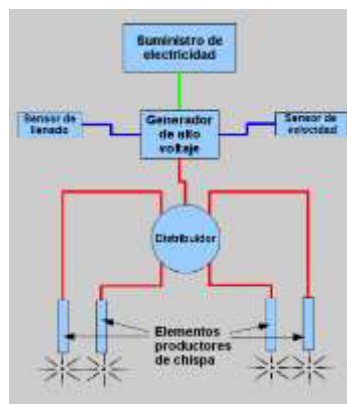 Suministro de
electricidad
Sensor de
llenado
Generador
de alto
voltaje
Sensor de
velocidad
Distribuidor
Elementos
productores
de chispa